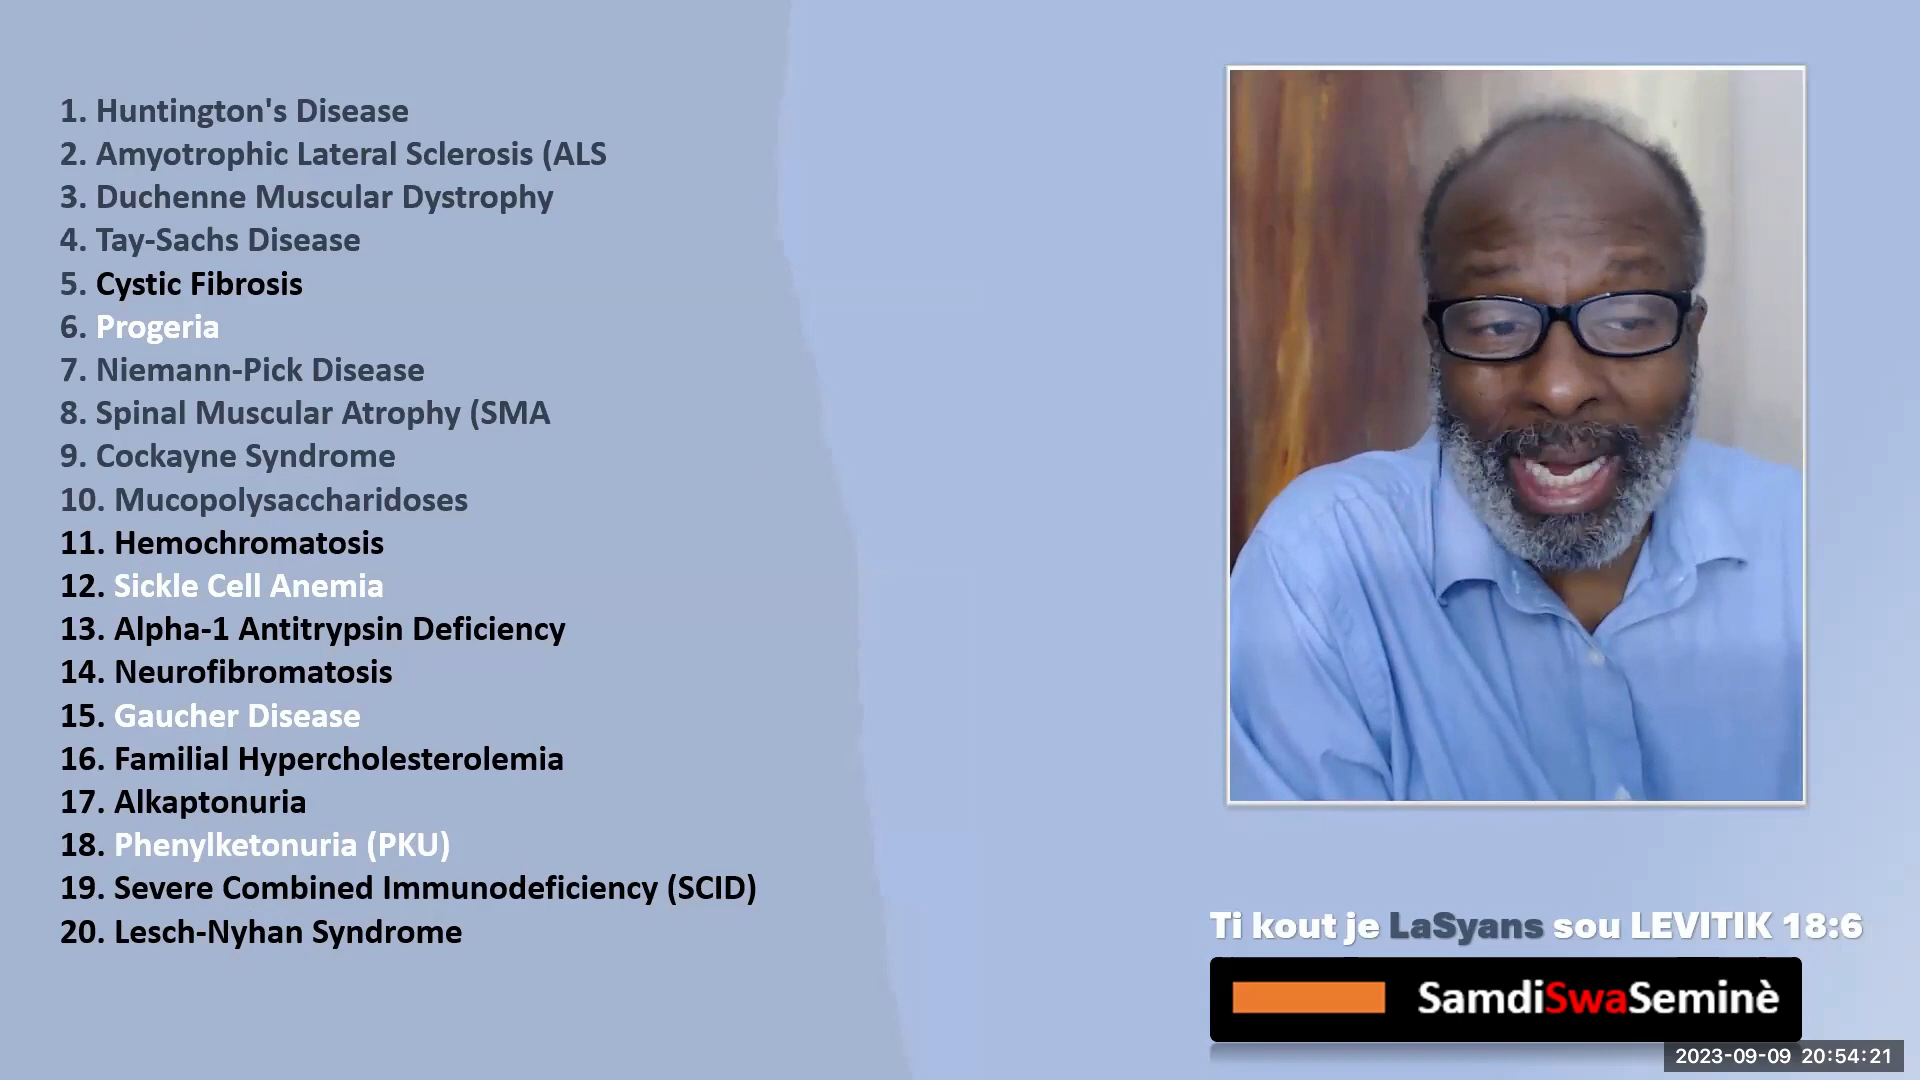 1. Huntington's Disease
2. Amyotrophic Lateral Sclerosis (ALS
3. Duchenne Muscular Dystrophy
4. Tay-Sachs Disease
5. Cystic Fibrosis
6. Progeria
7. Niemann-Pick Disease
8. Spinal Muscular Atrophy (SMA
9. Cockayne Syndrome
10. Mucopolysaccharidoses
11. Hemochromatosis
12. Sickle Cell Anemia
13. Alpha-1 Antitrypsin Deficiency
14. Neurofibromatosis
15. Gaucher Disease
16. Familial Hypercholesterolemia
17. Alkaptonuria
18. Phenylketonuria (PKU)
19. Severe Combined Immunodeficiency (SCID)
20. Lesch-Nyhan Syndrome
Ti kout je LaSyans sou LEVITIK 18:6
SamdiSwaSeminè
2023-09-09 20:54:21